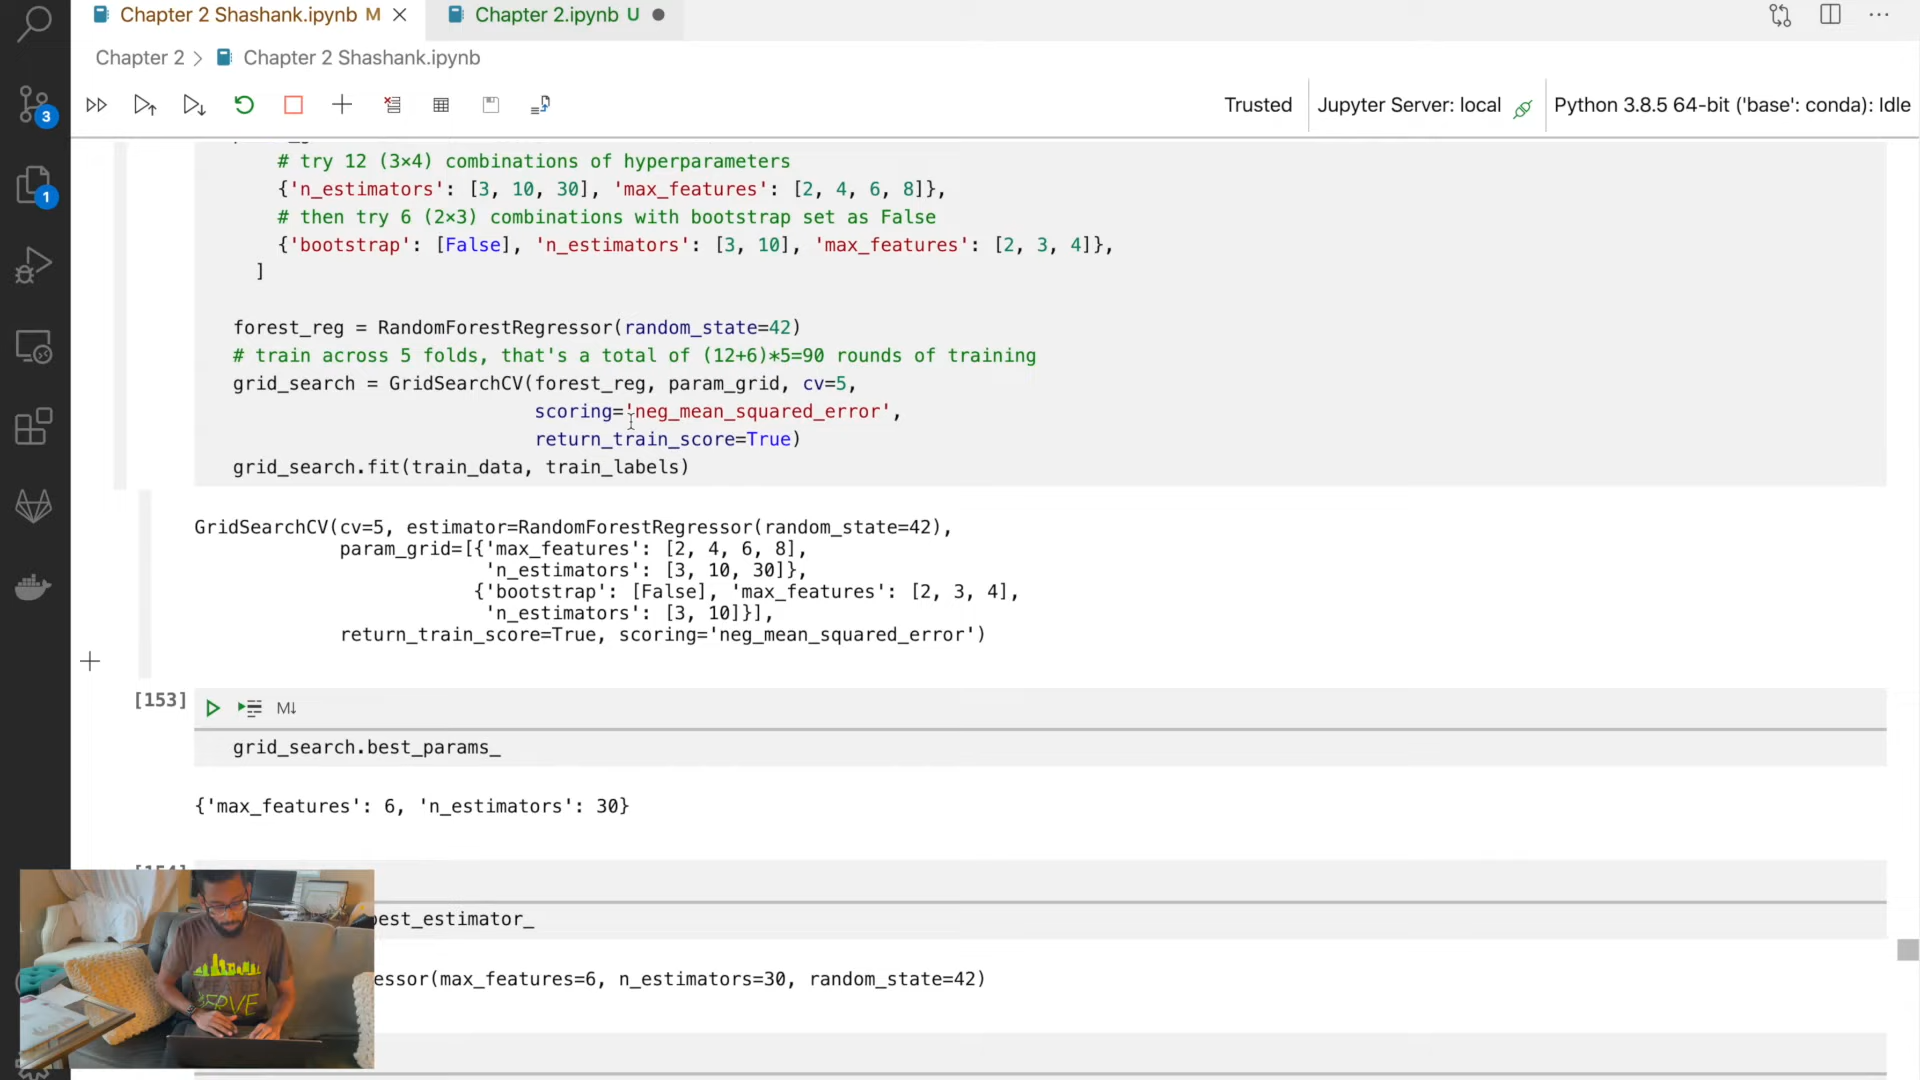 Chapter 2 Shashank.ipynb M
Chapter 2.ipynb U
Chapter 2 > Chapter 2 Shashank.ipynb
Trusted
Jupyter Server: local
Python 3.8.5 64-bit ('base': conda): Idle
3
1
# try 12 (3×4) combinations of hyperparameters
{'n_estimators': [3, 10, 30], 'max_features': [2, 4, 6, 8]},
# then try 6 (2×3) combinations with bootstrap set as False
{'bootstrap': [False], 'n_estimators': [3, 10], 'max_features': [2, 3, 4]},
]
forest_reg = RandomForestRegressor(random_state=42)
# train across 5 folds, that's a total of (12+6)*5=90 rounds of training
grid_search = GridSearchCV(forest_reg, param_grid, cv=5,
scoring='neg_mean_squared_error',
return_train_score=True)
grid_search.fit(train_data, train_labels)
GridSearchCV(cv=5, estimator=RandomForestRegressor(random_state=42),
param_grid=[{'max_features': [2, 4, 6, 8],
'n_estimators': [3, 10, 30]},
{'bootstrap': [False], 'max_features': [2, 3, 4],
'n_estimators': [3, 10]}],
return_train_score=True, scoring='neg_mean_squared_error')
[153]
M↓
grid_search.best_params_
{'max_features': 6, 'n_estimators': 30}
best_estimator_
essor(max_features=6, n_estimators=30, random_state=42)